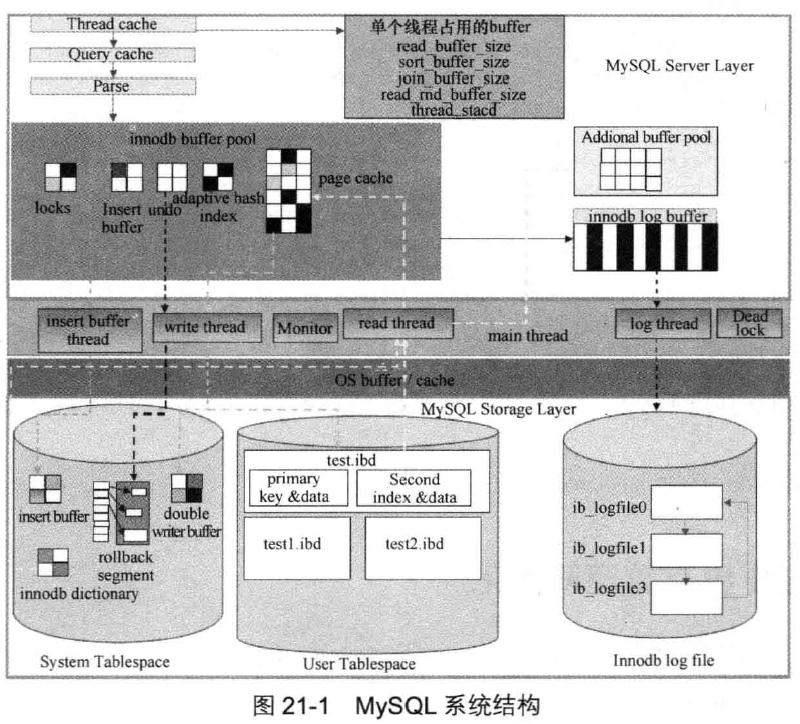 Thread cache
Query cache
Parse
单个线程占用的buffer
read_buffer_size
sort_buffer_size
join_buffer_size
read_rnd_buffer_size
thread_stacd
MySQL Server Layer
innodb buffer pool
locks
Insert
buffer
undo
adaptive hash
index
page cache
Addional buffer pool
innodb log buffer
insert buffer
thread
write thread
Monitor
read thread
main thread
log thread
Dead
lock
OS buffer / cache
MySQL Storage Layer
insert buffer
rollback
segment
double
writer buffer
innodb dictionary
System Tablespace
test.ibd
primary
key &data
Second
index &data
test1.ibd
test2.ibd
User Tablespace
ib_logfile0
ib_logfile1
ib_logfile3
Innodb log file
图 21-1 MySQL 系统结构